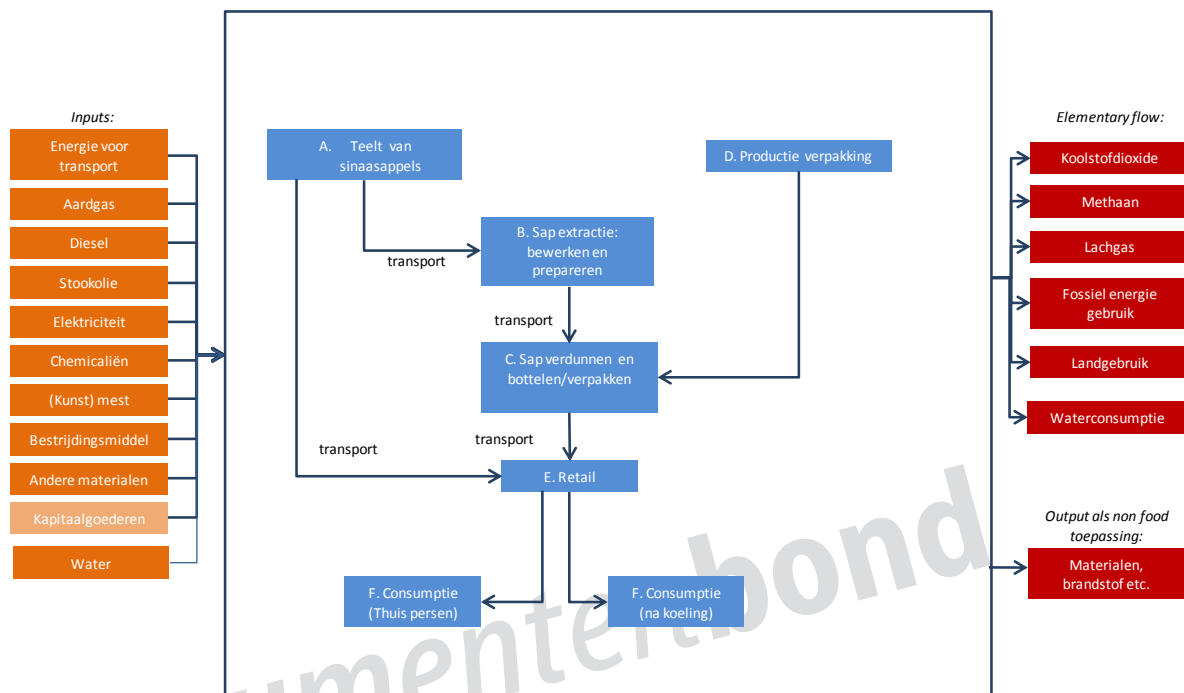 Inputs:
Energie voor
transport
Aardgas
Diesel
Stookolie
Elektriciteit
Chemicaliën
(Kunst) mest
Bestrijdingsmiddel
Andere materialen
Kapitaalgoederen
Water
A. Teelt van
sinaasappels
D. Productie verpakking
B. Sap extractie:
bewerken en
prepareren
transport
transport
C. Sap verdunnen en
bottelen/verpakken
transport
transport
E. Retail
F. Consumptie
(Thuis persen)
F. Consumptie
(na koeling)
umentenbond
Elementary flow:
Koolstofdioxide
Methaan
Lachgas
Fossiel energie
gebruik
Landgebruik
Waterconsumptie
Output als non food
toepassing:
Materialen,
brandstof etc.